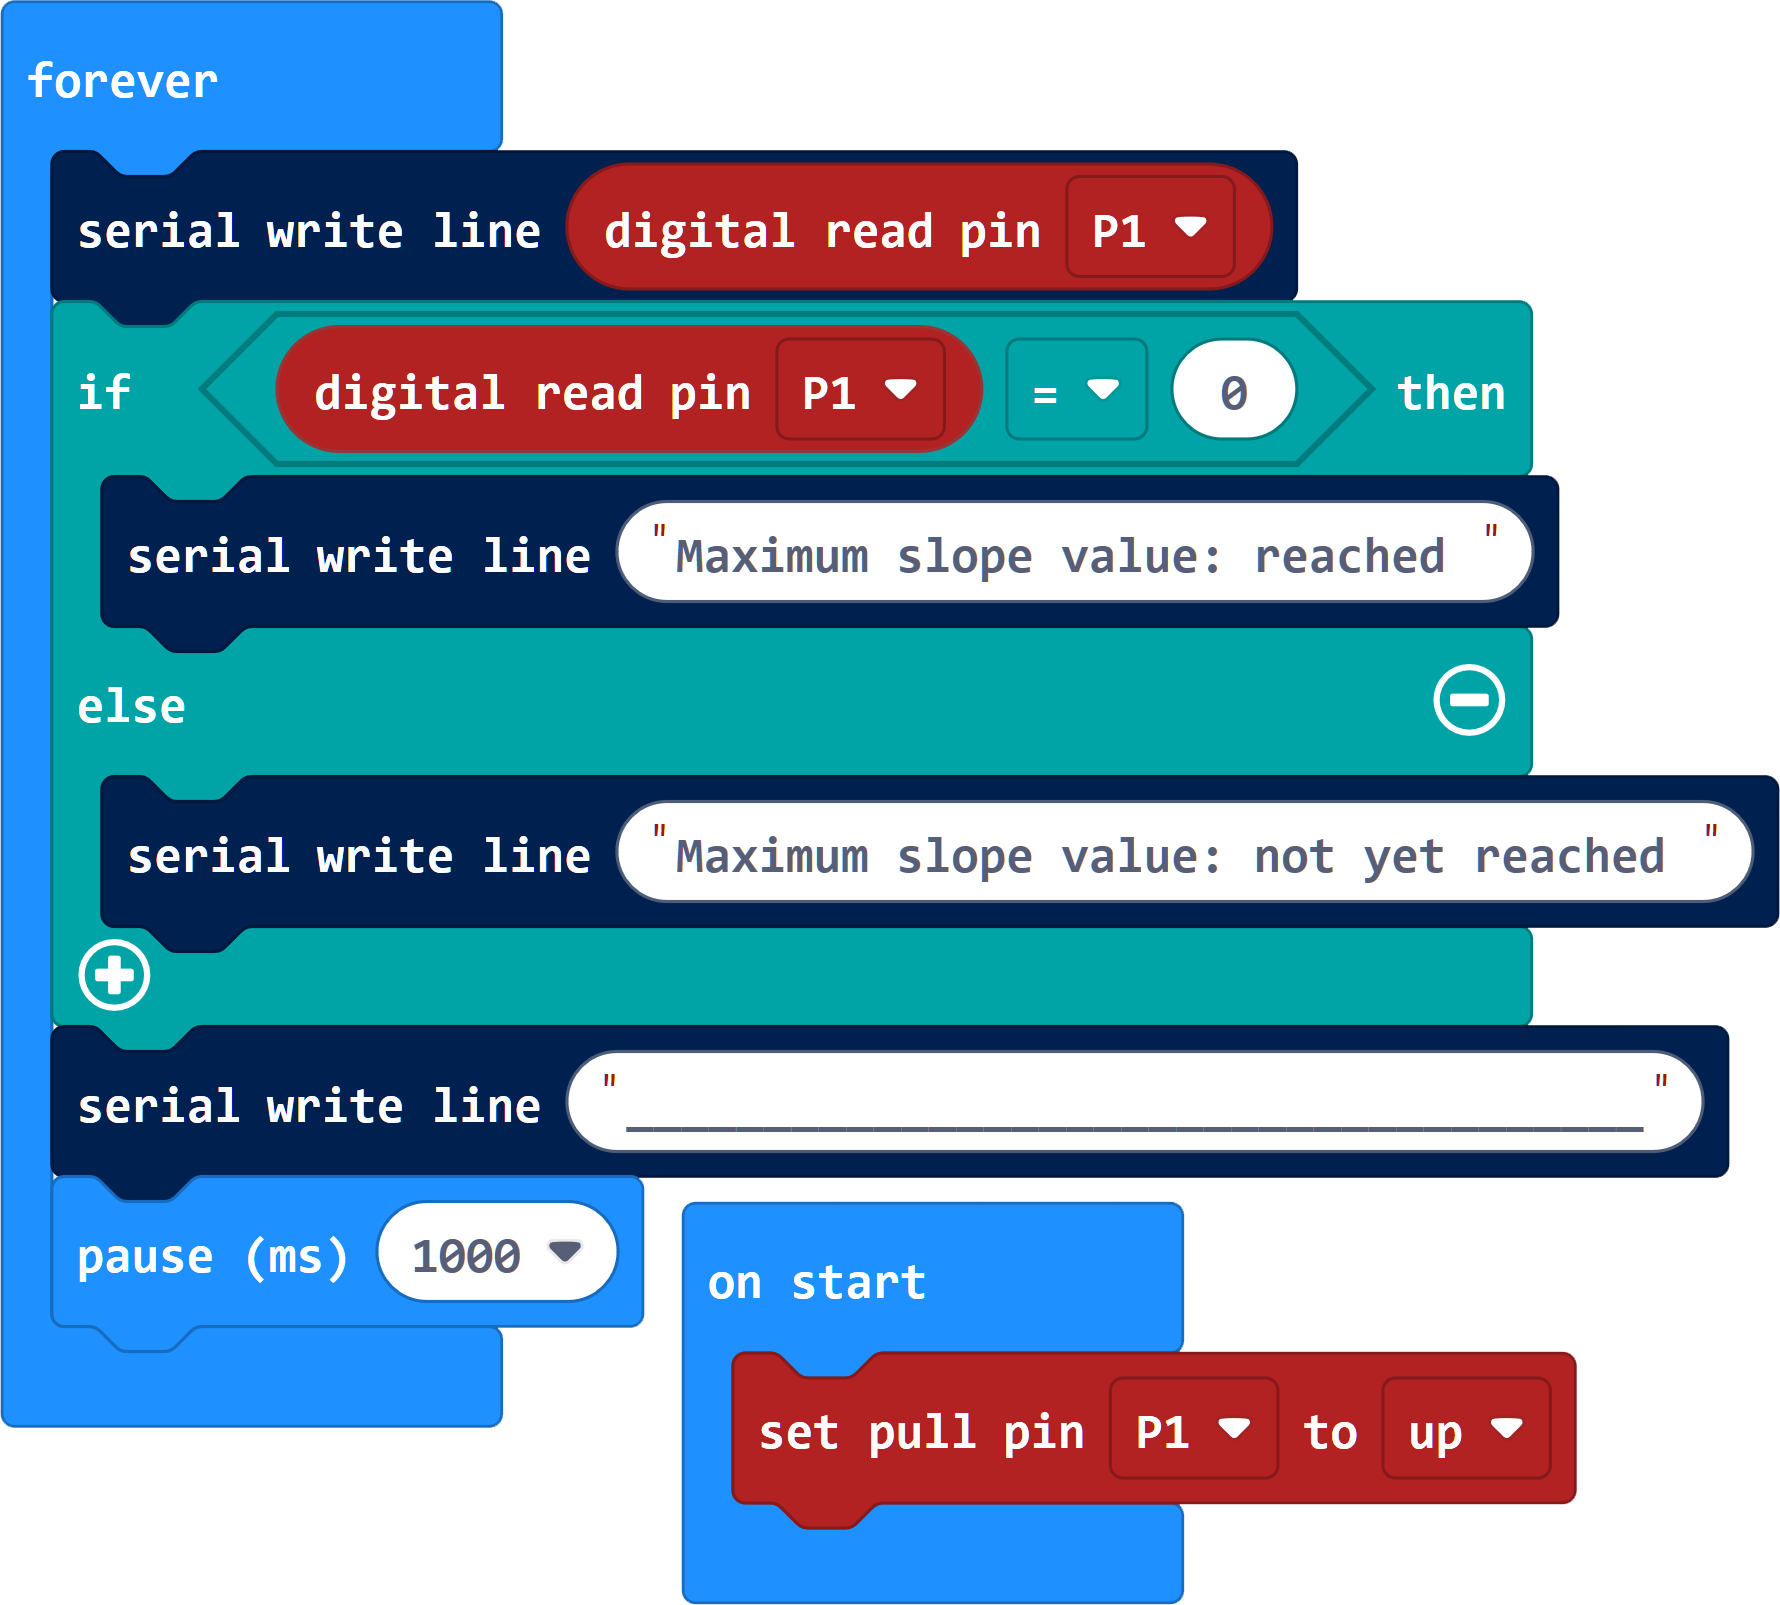 forever
serial write line digital read pin P1
if digital read pin P1 = 0 then
serial write line "Maximum slope value: reached "
else
serial write line "Maximum slope value: not yet reached "
serial write line "_____________________________________"
pause (ms) 1000
on start
set pull pin P1 to up